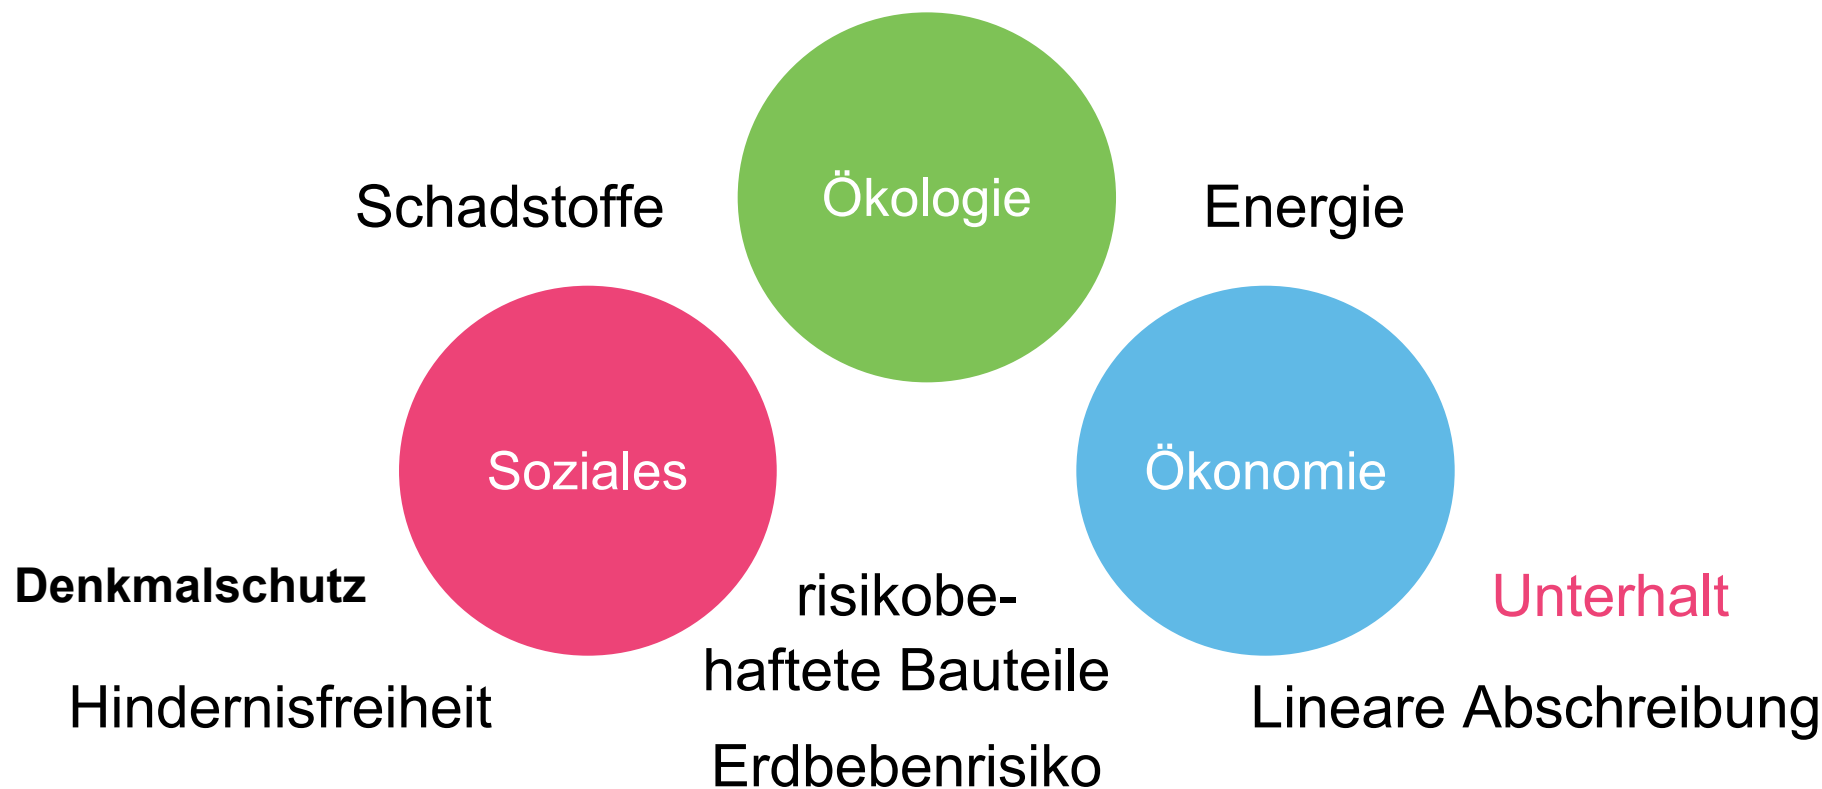 Ökologie
Schadstoffe
Energie
Soziales
Ökonomie
Denkmalschutz
risikobe-
haftete Bauteile
Unterhalt
Hindernisfreiheit
Lineare Abschreibung
Erdbebenrisiko